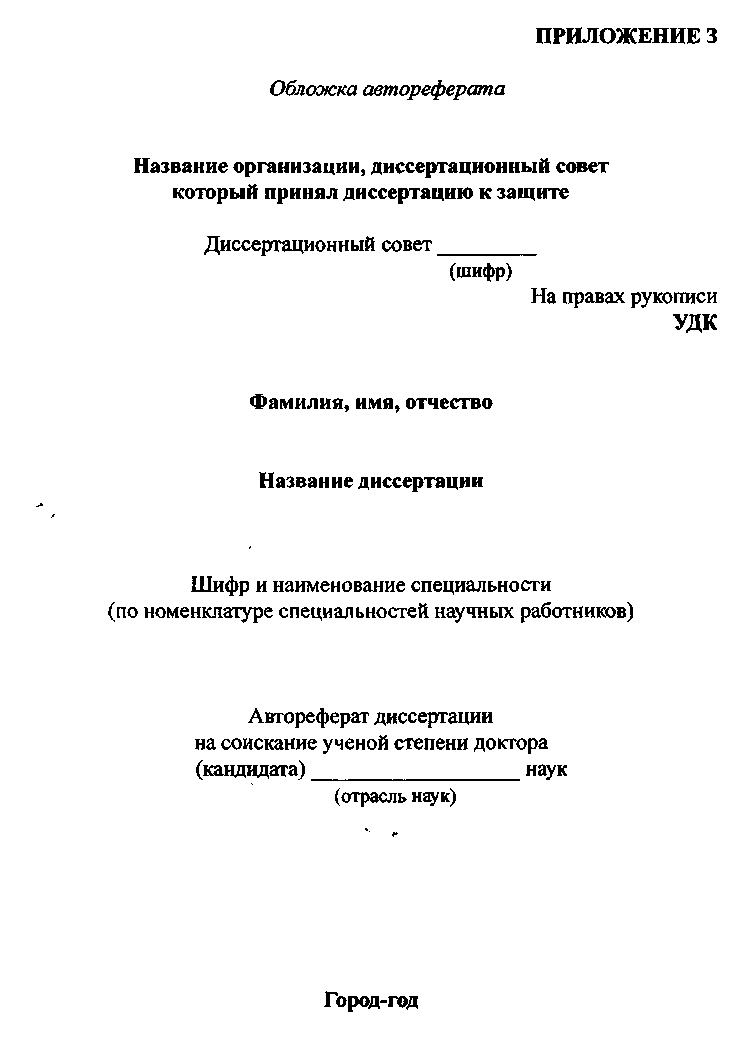 ПРИЛОЖЕНИЕ 3
Обложка автореферата
Название организации, диссертационный совет
который принял диссертацию к защите
Диссертационный совет _________
(шифр)
На правах рукописи
УДК
Фамилия, имя, отчество
Название диссертации
Шифр и наименование специальности
(по номенклатуре специальностей научных работников)
Автореферат диссертации
на соискание ученой степени доктора
(кандидата) ___________________ наук
(отрасль наук)
Город-год